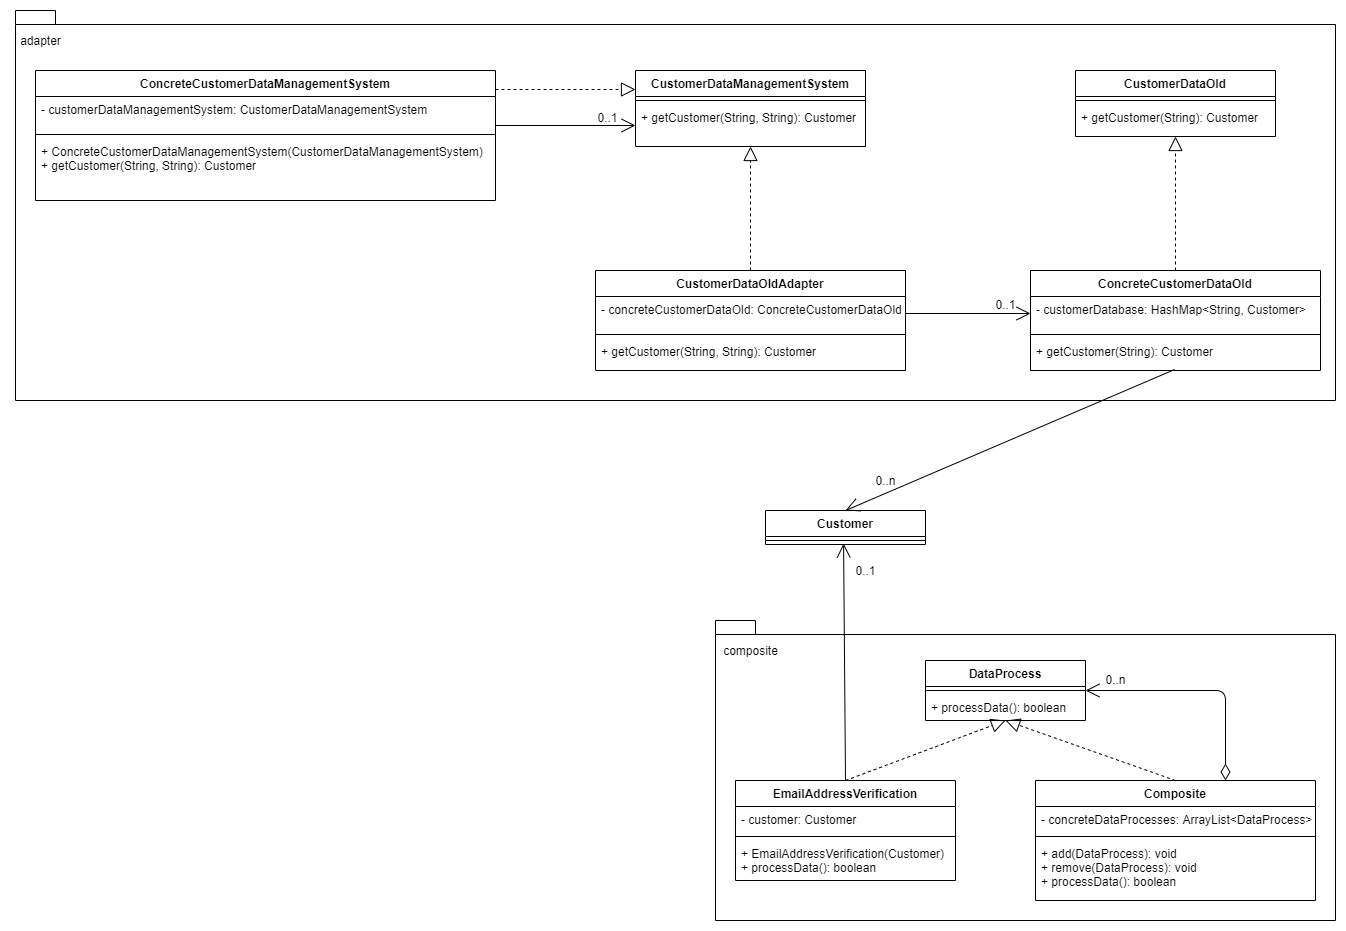 adapter
ConcreteCustomerDataManagementSystem
- customerDataManagementSystem: CustomerDataManagementSystem
+ ConcreteCustomerDataManagementSystem(CustomerDataManagementSystem)
+ getCustomer(String, String): Customer
0..1
CustomerDataManagementSystem
+ getCustomer(String, String): Customer
CustomerDataOld
+ getCustomer(String): Customer
CustomerDataOldAdapter
- concreteCustomerDataOld: ConcreteCustomerDataOld
+ getCustomer(String, String): Customer
0..1
ConcreteCustomerDataOld
- customerDatabase: HashMap<String, Customer>
+ getCustomer(String): Customer
0..n
Customer
0..1
composite
DataProcess
+ processData(): boolean
0..n
EmailAddressVerification
- customer: Customer
+ EmailAddressVerification(Customer)
+ processData(): boolean
Composite
- concreteDataProcesses: ArrayList<DataProcess>
+ add(DataProcess): void
+ remove(DataProcess): void
+ processData(): boolean